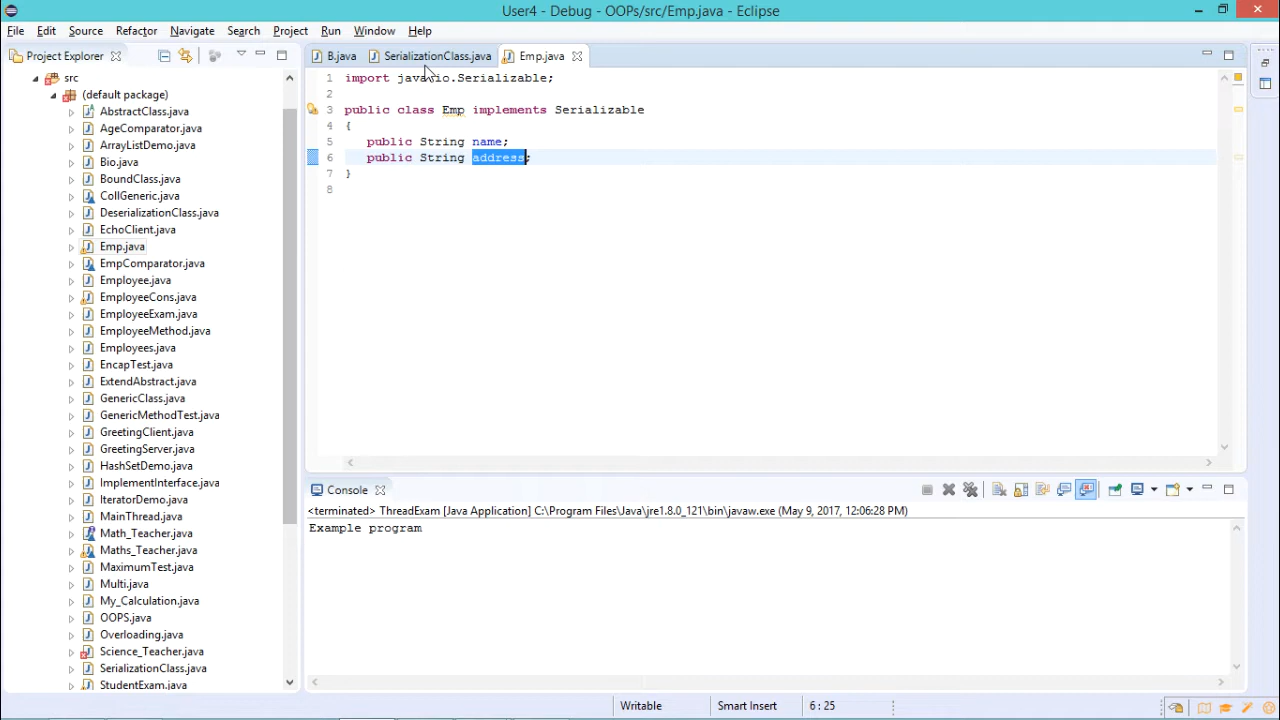 User4 - Debug - OOPs/src/Emp.java - Eclipse
File Edit Source Refactor Navigate Search Project Run Window Help
Project Explorer
B.java SerializationClass.java Emp.java
src
(default package)
AbstractClass.java
AgeComparator.java
ArrayListDemo.java
Bio.java
BoundClass.java
CollGeneric.java
DeserializationClass.java
EchoClient.java
Emp.java
EmpComparator.java
Employee.java
EmployeeCons.java
EmployeeExam.java
EmployeeMethod.java
Employees.java
EncapTest.java
ExtendAbstract.java
GenericClass.java
GenericMethodTest.java
GreetingClient.java
GreetingServer.java
HashSetDemo.java
ImplementInterface.java
IteratorDemo.java
MainThread.java
Math_Teacher.java
Maths_Teacher.java
MaximumTest.java
Multi.java
My_Calculation.java
OOPS.java
Overloading.java
Science_Teacher.java
SerializationClass.java
StudentExam.java
1 import java.io.Serializable;
2
3 public class Emp implements Serializable
4 {
5 public String name;
6 public String address;
7 }
8
Console
<terminated> ThreadExam [Java Application] C:\Program Files\Java\jre1.8.0_121\bin\javaw.exe (May 9, 2017, 12:06:28 PM)
Example program
Writable Smart Insert 6 : 25